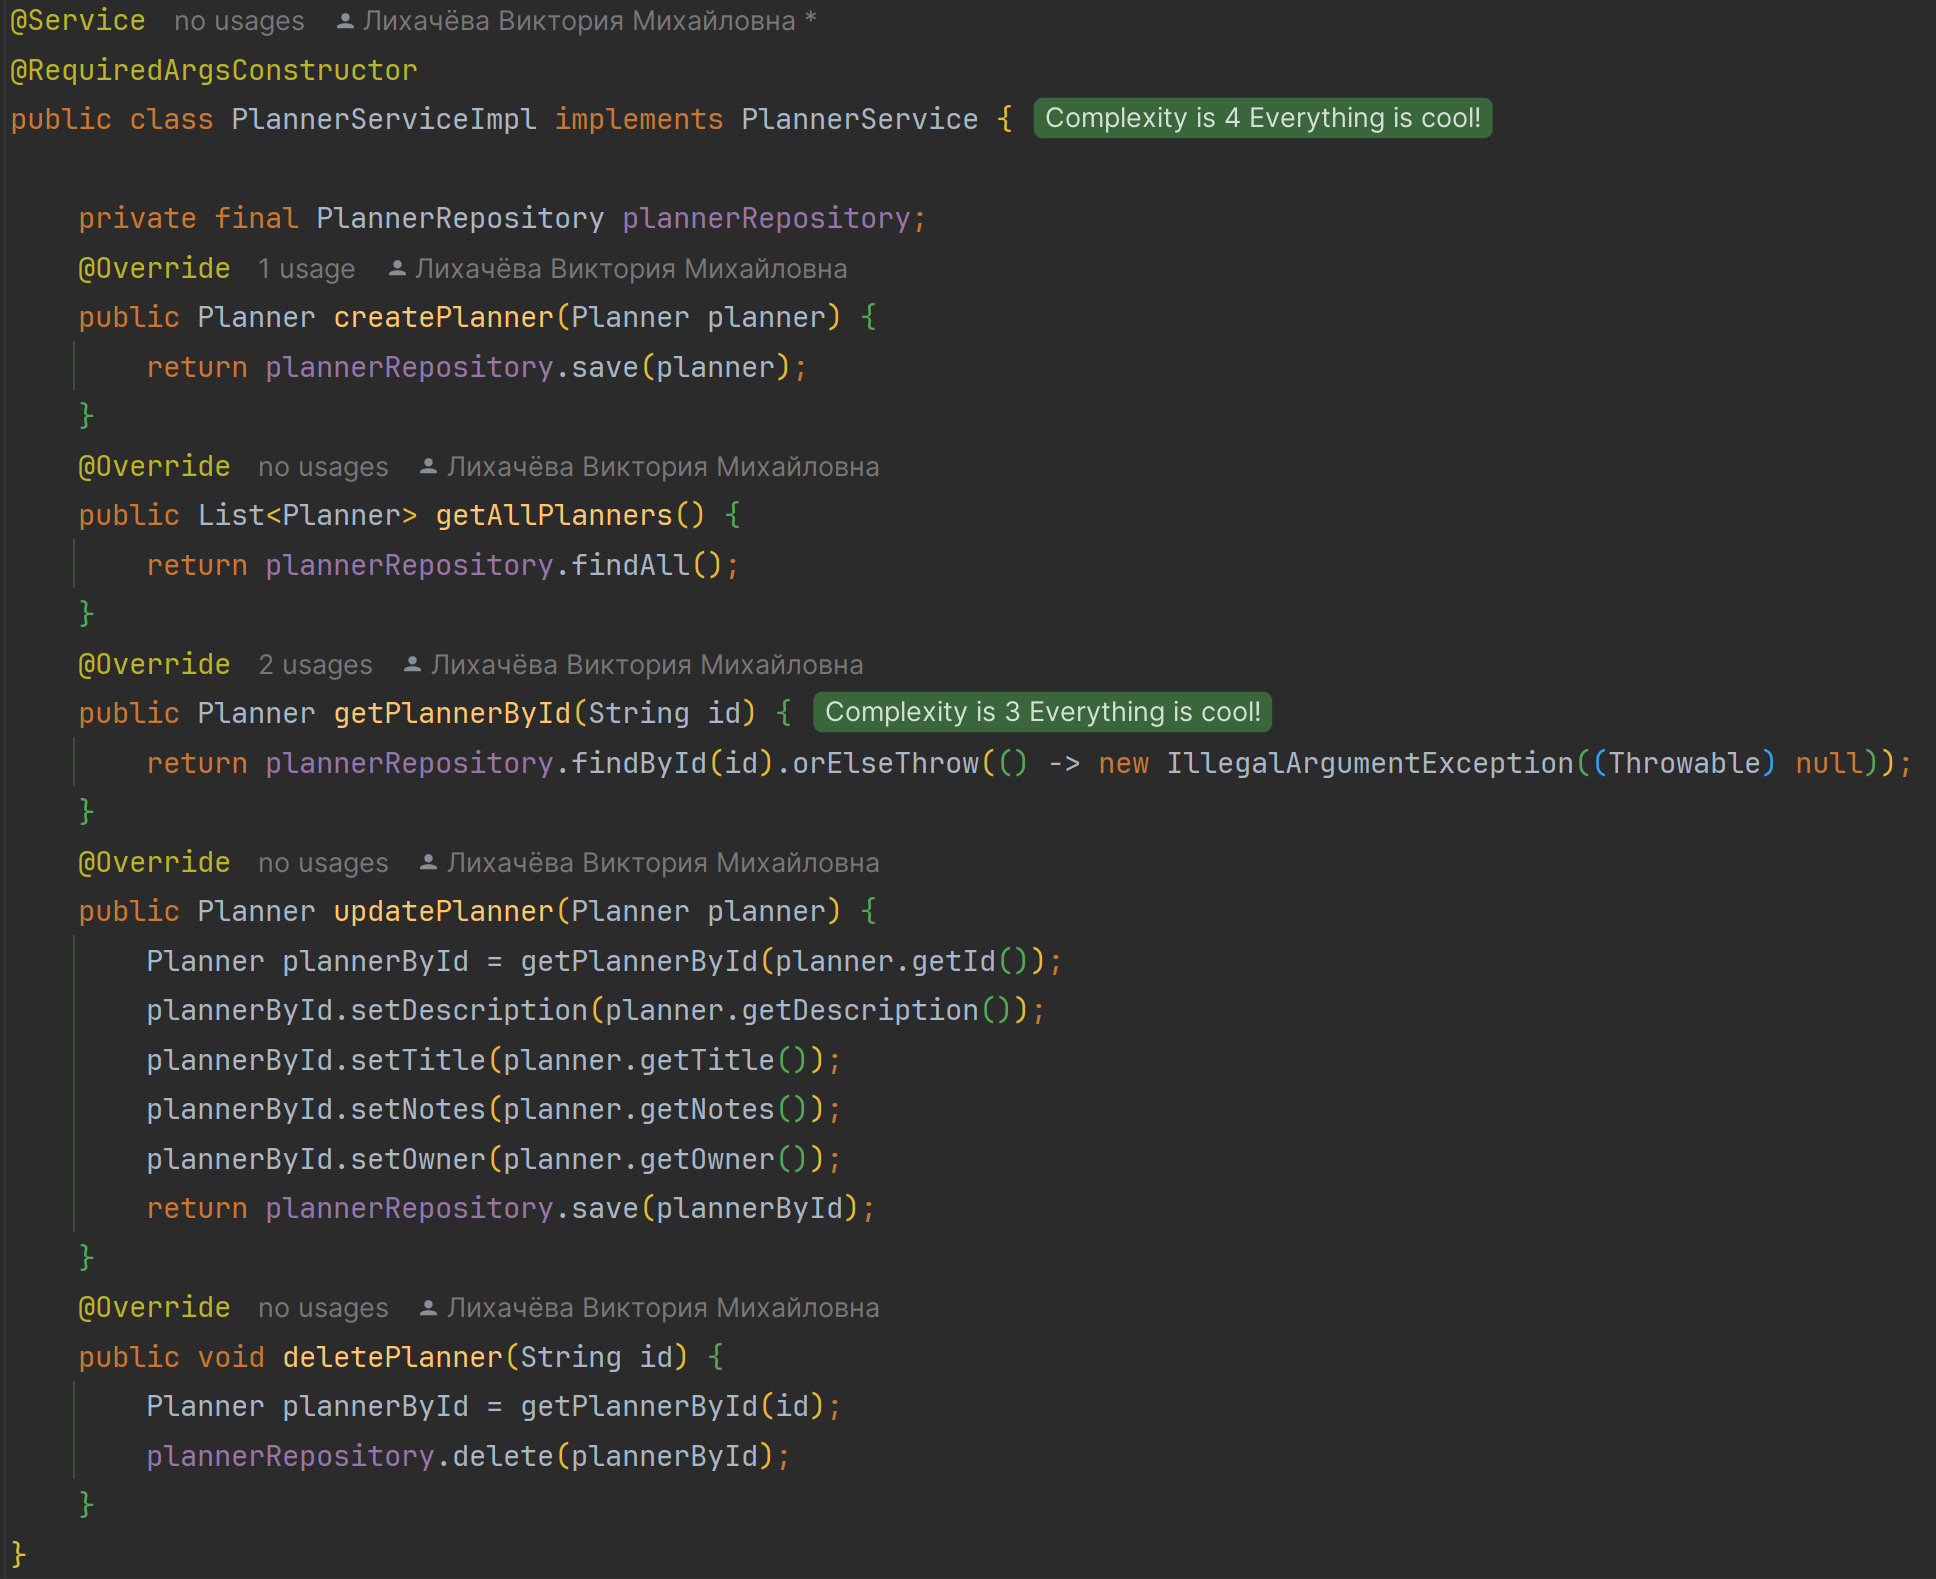 @Service no usages Лихачёва Виктория Михайловна *
@RequiredArgsConstructor
public class PlannerServiceImpl implements PlannerService { Complexity is 4 Everything is cool!
private final PlannerRepository plannerRepository;
@Override 1 usage Лихачёва Виктория Михайловна
public Planner createPlanner(Planner planner) {
return plannerRepository.save(planner);
}
@Override no usages Лихачёва Виктория Михайловна
public List<Planner> getAllPlanners() {
return plannerRepository.findAll();
}
@Override 2 usages Лихачёва Виктория Михайловна
public Planner getPlannerById(String id) { Complexity is 3 Everything is cool!
return plannerRepository.findById(id).orElseThrow(() -> new IllegalArgumentException((Throwable) null));
}
@Override no usages Лихачёва Виктория Михайловна
public Planner updatePlanner(Planner planner) {
Planner plannerById = getPlannerById(planner.getId());
plannerById.setDescription(planner.getDescription());
plannerById.setTitle(planner.getTitle());
plannerById.setNotes(planner.getNotes());
plannerById.setOwner(planner.getOwner());
return plannerRepository.save(plannerById);
}
@Override no usages Лихачёва Виктория Михайловна
public void deletePlanner(String id) {
Planner plannerById = getPlannerById(id);
plannerRepository.delete(plannerById);
}
}